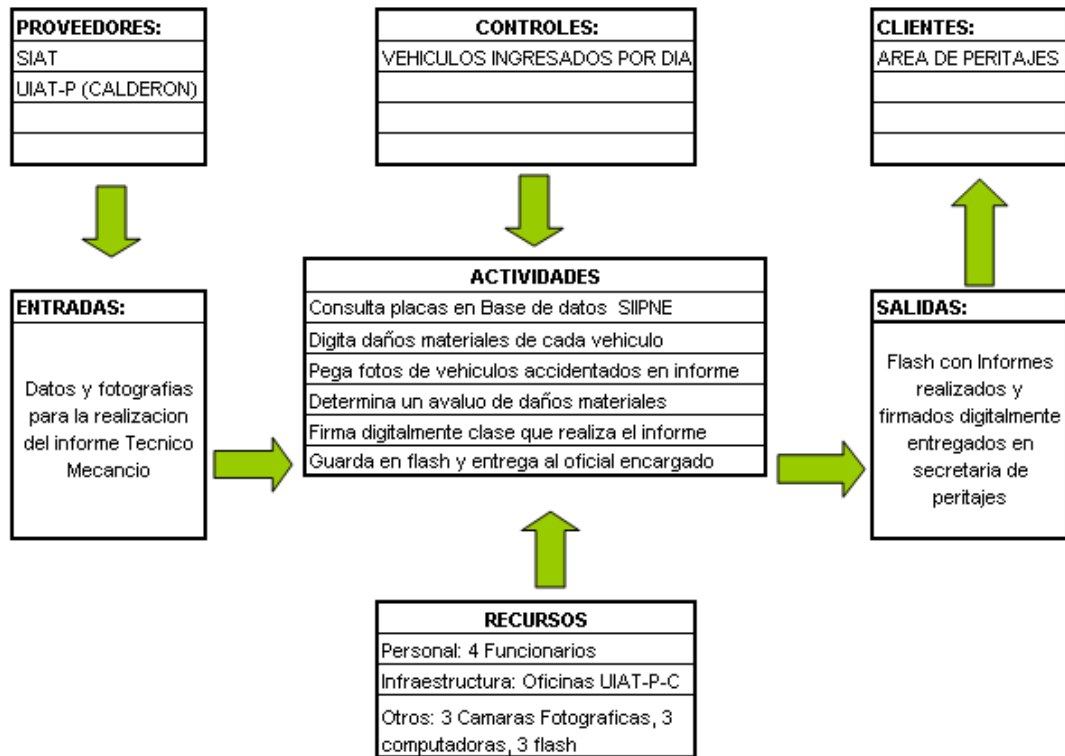 PROVEEDORES:
SIAT
UIAT-P (CALDERON)
CONTROLES:
VEHICULOS INGRESADOS POR DIA
CLIENTES:
AREA DE PERITAJES
ENTRADAS:
Datos y fotografias
para la realizacion
del informe Tecnico
Mecancio
ACTIVIDADES
Consulta placas en Base de datos SIIPNE
Digita daños materiales de cada vehiculo
Pega fotos de vehiculos accidentados en informe
Determina un avaluo de daños materiales
Firma digitalmente clase que realiza el informe
Guarda en flash y entrega al oficial encargado
SALIDAS:
Flash con Informes
realizados y
firmados digitalmente
entregados en
secretaria de
peritajes
RECURSOS
Personal: 4 Funcionarios
Infraestructura: Oficinas UIAT-P-C
Otros: 3 Camaras Fotograficas, 3
computadoras, 3 flash